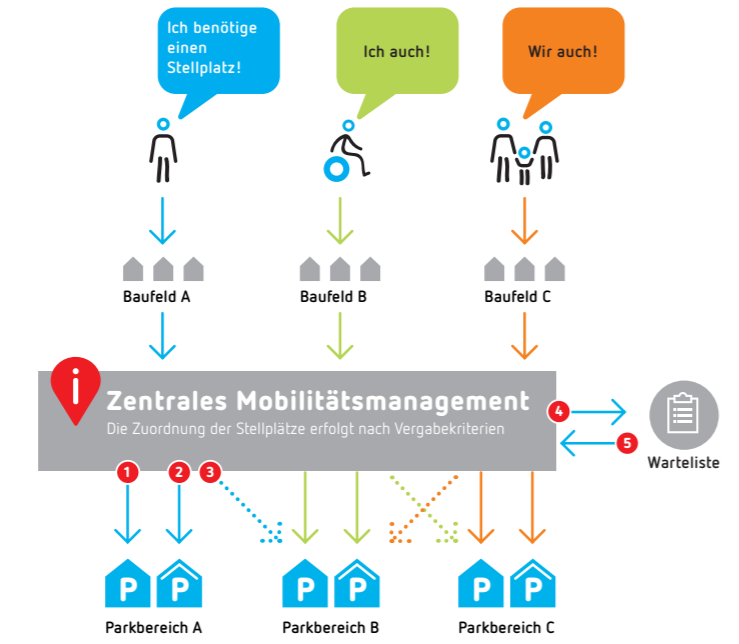 Ich benötige
einen
Stellplatz!
Ich auch!
Wir auch!
Baufeld A
Baufeld B
Baufeld C
i
Zentrales Mobilitätsmanagement
Die Zuordnung der Stellplätze erfolgt nach Vergabekriterien
4
5
Warteliste
1
2
3
P P
P P
P P
Parkbereich A
Parkbereich B
Parkbereich C